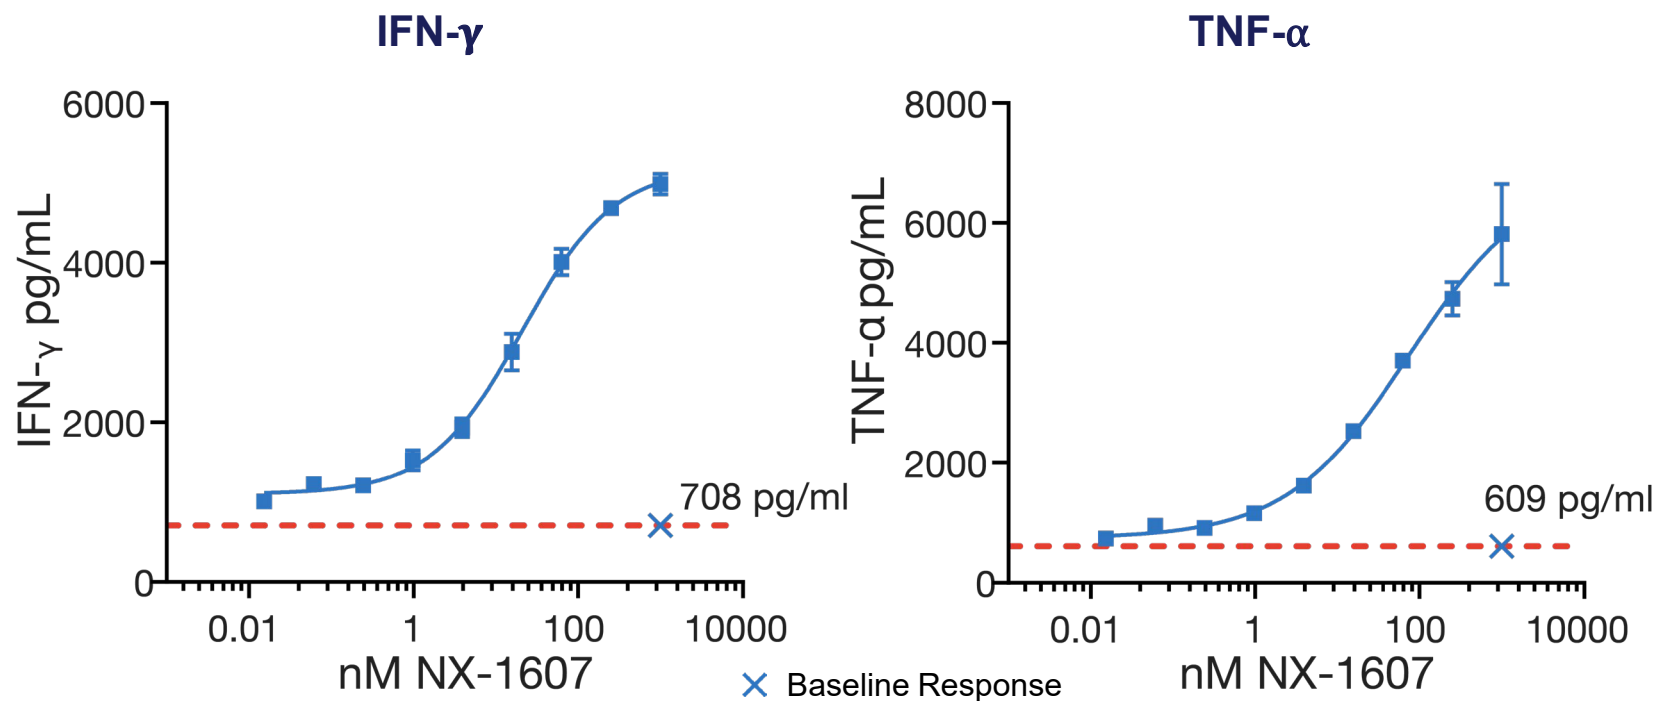 IFN-γ
6000
4000
2000
0
IFN-γ pg/mL
708 pg/ml
0.01 1 100 10000
nM NX-1607
TNF-α
8000
6000
4000
2000
0
TNF-α pg/mL
609 pg/ml
0.01 1 100 10000
nM NX-1607
Baseline Response